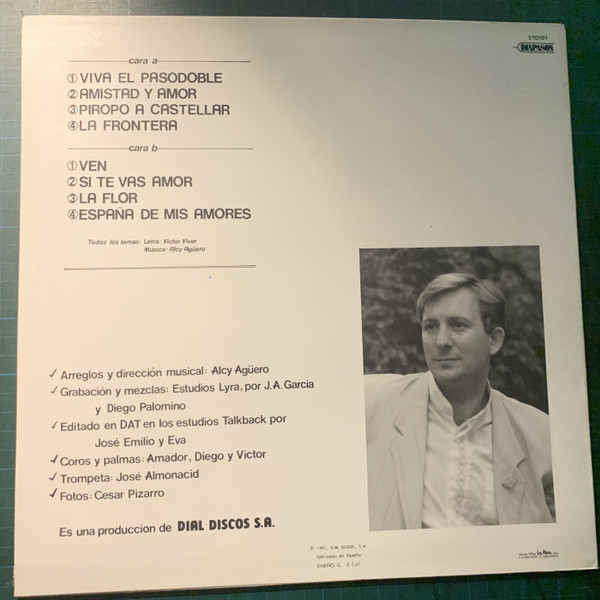 510191
DIAPASON
cara a
① VIVA EL PASODOBLE
② AMISTAD Y AMOR
③ PIROPO A CASTELLAR
④ LA FRONTERA
cara b
① VEN
② SI TE VAS AMOR
③ LA FLOR
④ ESPAÑA DE MIS AMORES
Todos los temas: Letra: Victor Vivar
Música: Alcy Agüero
✓ Arreglos y dirección musical: Alcy Agüero
✓ Grabación y mezclas: Estudios Lyra, por J.A. Garcia
y Diego Palomino
✓ Editado en DAT en los estudios Talkback por
José Emilio y Eva
✓ Coros y palmas: Amador, Diego y Victor
✓ Trompeta: José Almonacid
✓ Fotos: Cesar Pizarro
Es una produccion de DIAL DISCOS S.A.
DIAL DISCOS, S.A.
Fabricado en España
DISEÑO G.